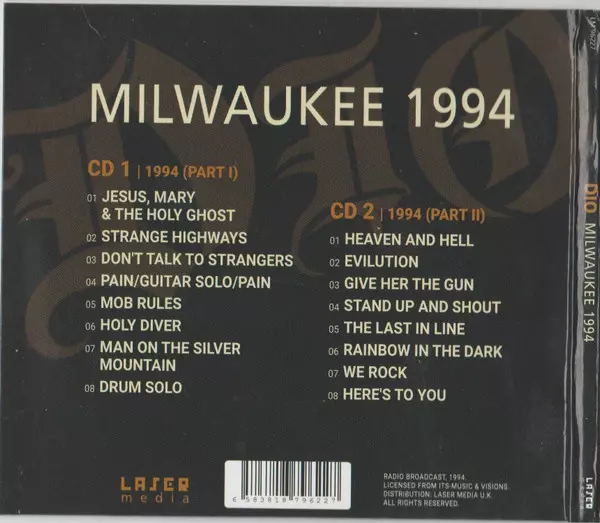 MILWAUKEE 1994
CD 1 | 1994 (PART I)
01 JESUS, MARY
& THE HOLY GHOST
02 STRANGE HIGHWAYS
03 DON'T TALK TO STRANGERS
04 PAIN/GUITAR SOLO/PAIN
05 MOB RULES
06 HOLY DIVER
07 MAN ON THE SILVER
MOUNTAIN
08 DRUM SOLO
CD 2 | 1994 (PART II)
01 HEAVEN AND HELL
02 EVILUTION
03 GIVE HER THE GUN
04 STAND UP AND SHOUT
05 THE LAST IN LINE
06 RAINBOW IN THE DARK
07 WE ROCK
08 HERE'S TO YOU
LASER
media
6 583818 796227
RADIO BROADCAST, 1994.
LICENSED FROM ITS-MUSIC & VISIONS.
DISTRIBUTION: LASER MEDIA U.K.
ALL RIGHTS RESERVED.
DIO MILWAUKEE 1994
LASER
media
DIO